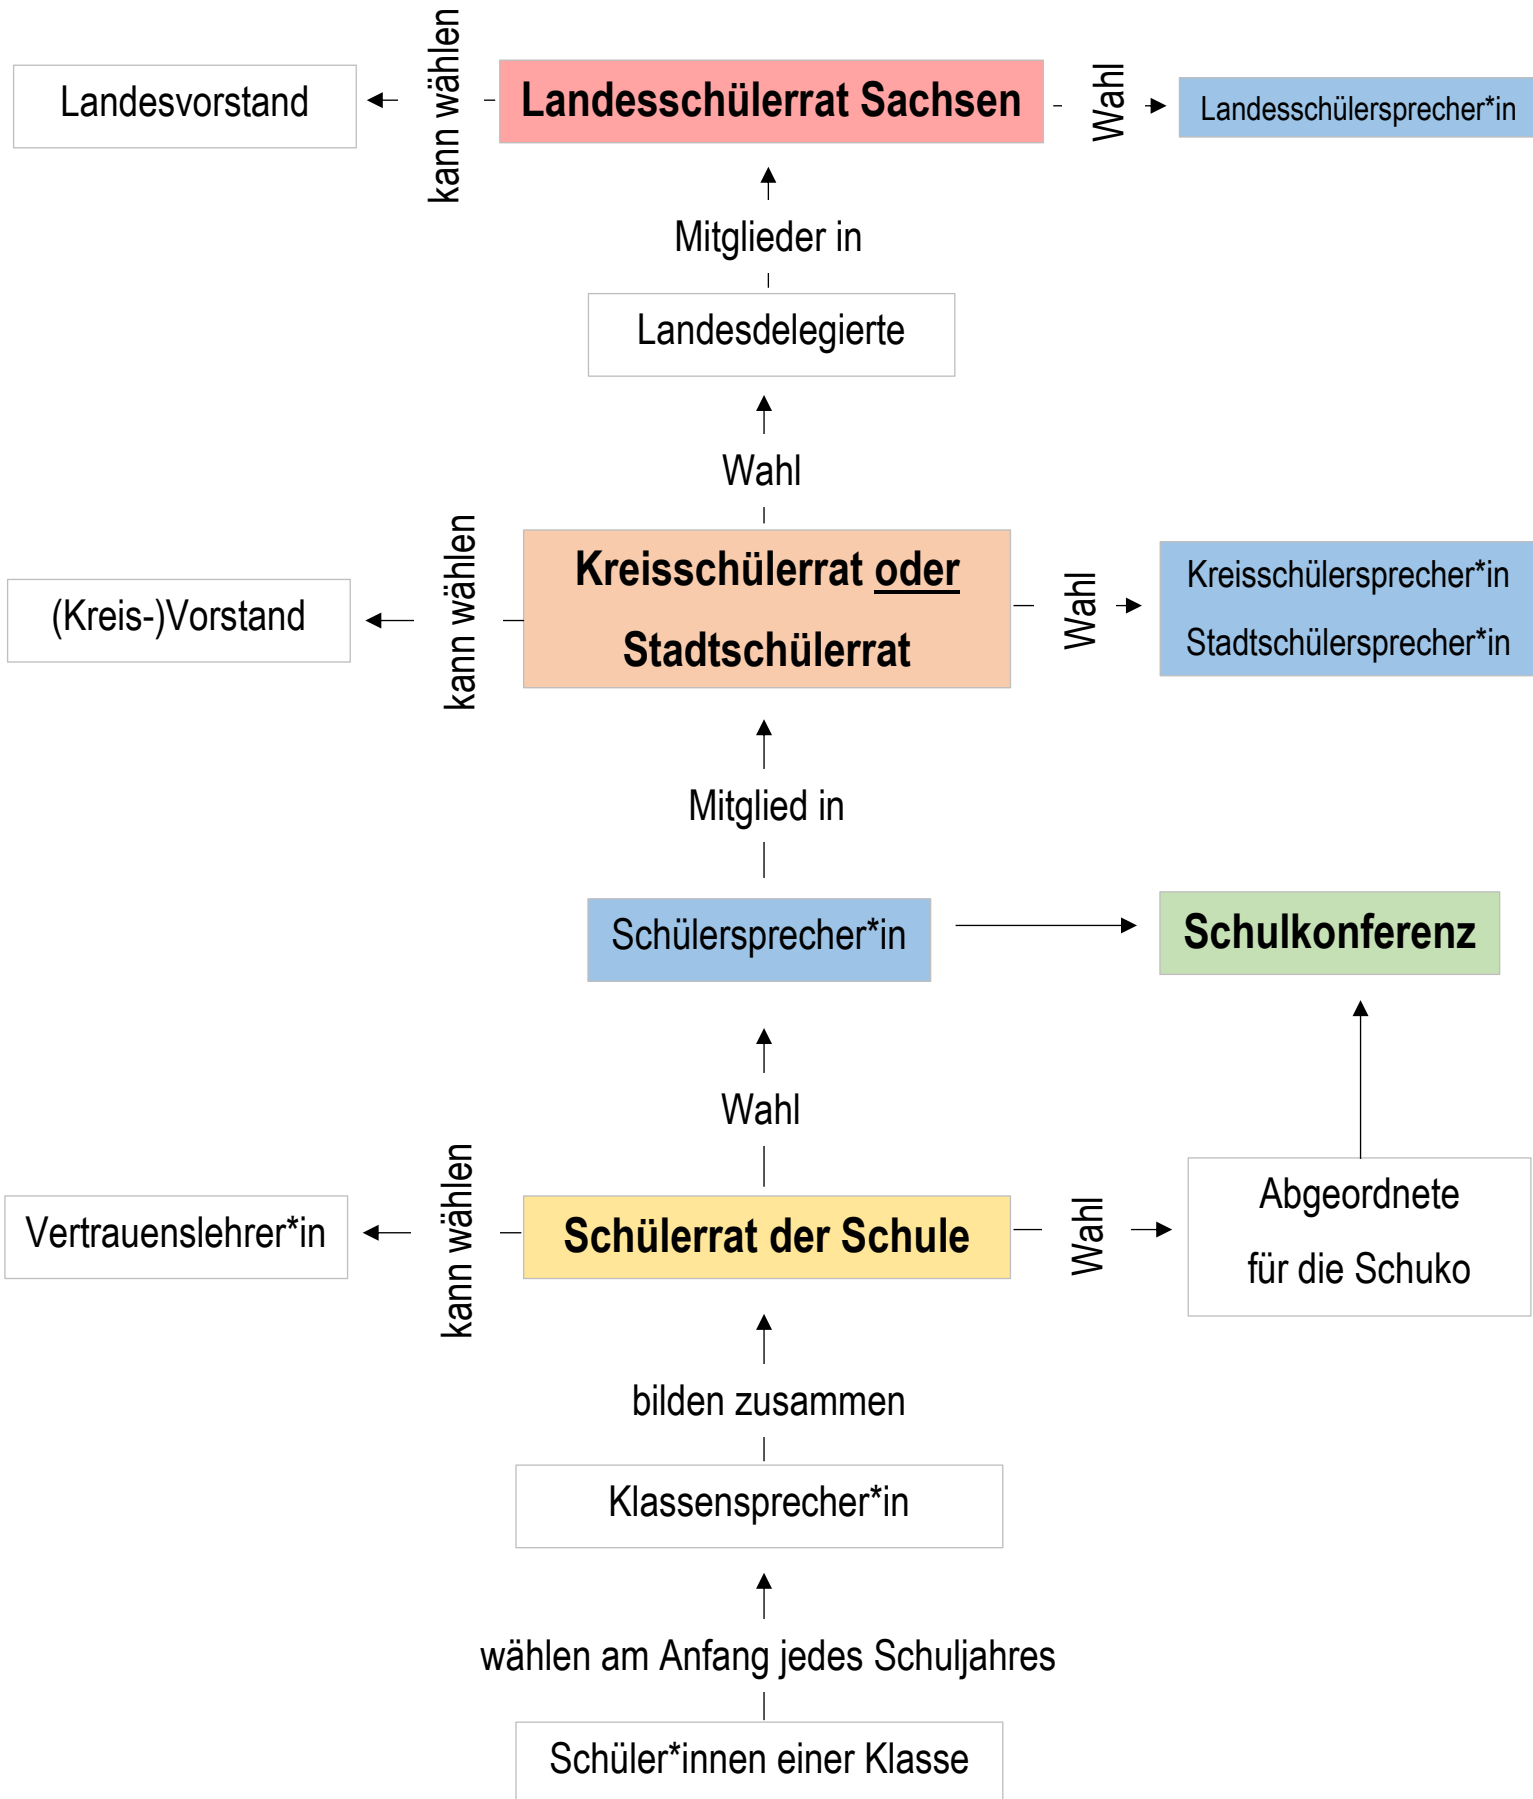 Landesvorstand
kann wählen
Landesschülerrat Sachsen
Wahl
Landesschülersprecher*in
Mitglieder in
Landesdelegierte
Wahl
(Kreis-)Vorstand
kann wählen
Kreisschülerrat oder
Stadtschülerrat
Wahl
Kreisschülersprecher*in
Stadtschülersprecher*in
Mitglied in
Schülersprecher*in
Schulkonferenz
Wahl
Vertrauenslehrer*in
kann wählen
Schülerrat der Schule
Wahl
Abgeordnete
für die Schuko
bilden zusammen
Klassensprecher*in
wählen am Anfang jedes Schuljahres
Schüler*innen einer Klasse